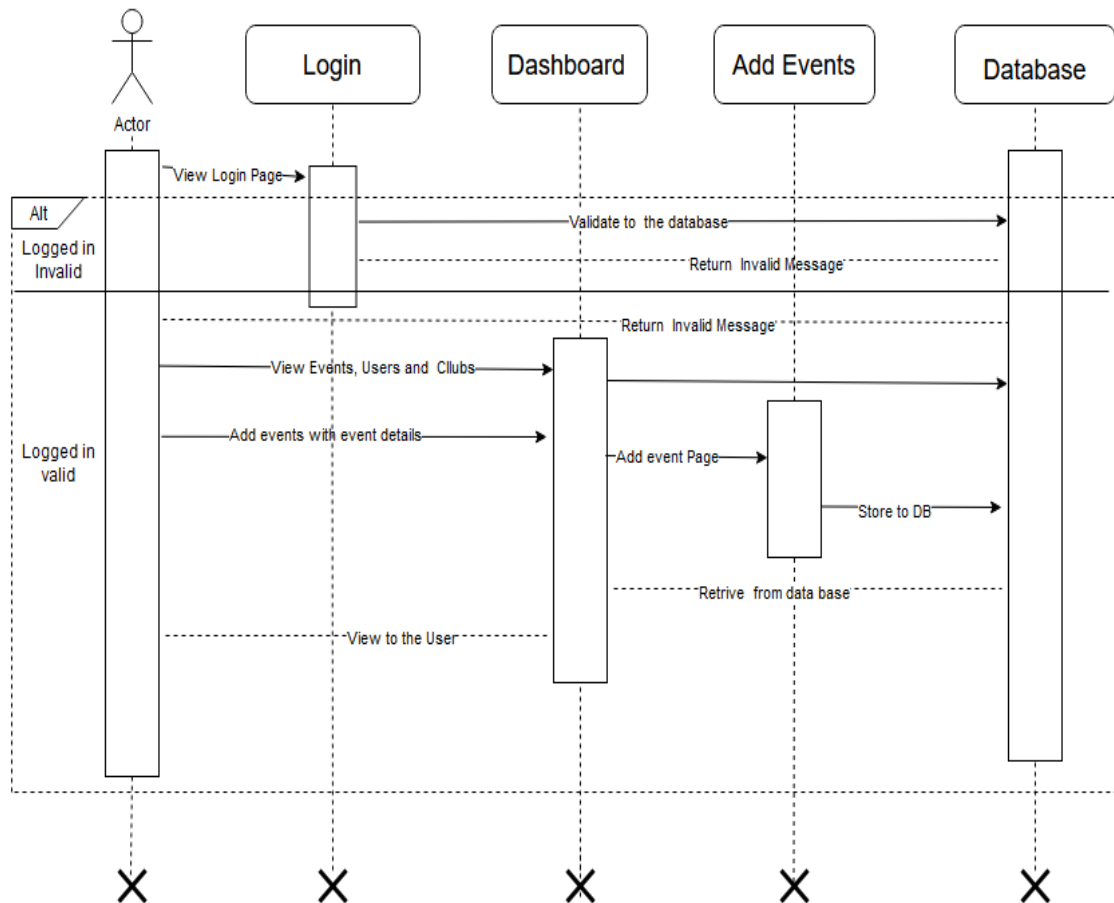 Login
Dashboard
Add Events
Database
Actor
View Login Page
Alt
Logged in
Invalid
Validate to the database
Return Invalid Message
Return Invalid Message
View Events, Users and Cllubs
Logged in
valid
Add events with event details
Add event Page
Store to DB
Retrive from data base
View to the User